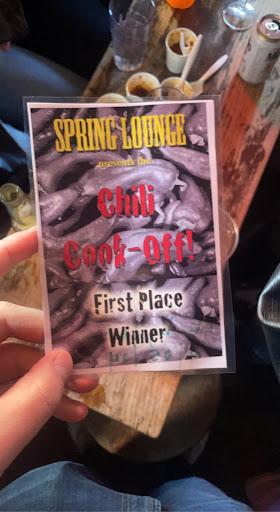 SPRING LOUNGE
presents the
Chili
Cook-Off!
First Place
Winner